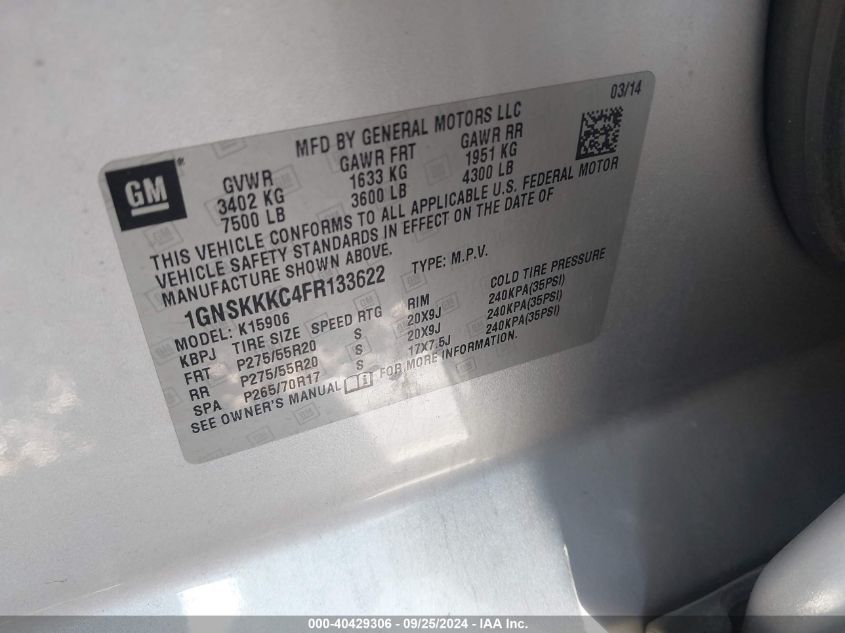 03/14
MFD BY GENERAL MOTORS LLC
GM
GVWR GAWR FRT GAWR RR
3402 KG 1633 KG 1951 KG
7500 LB 3600 LB 4300 LB
THIS VEHICLE CONFORMS TO ALL APPLICABLE U.S. FEDERAL MOTOR
VEHICLE SAFETY STANDARDS IN EFFECT ON THE DATE OF
MANUFACTURE SHOWN ABOVE.
1GNSKKKC4FR133622 TYPE: M.P.V.
MODEL: K15906
KBPJ TIRE SIZE SPEED RTG RIM COLD TIRE PRESSURE
FRT P275/55R20 S 20X9J 240KPA(35PSI)
RR P275/55R20 S 20X9J 240KPA(35PSI)
SPA P265/70R17 S 17X7.5J 240KPA(35PSI)
SEE OWNER'S MANUAL FOR MORE INFORMATION.
000-40429306 - 09/25/2024 - IAA Inc.